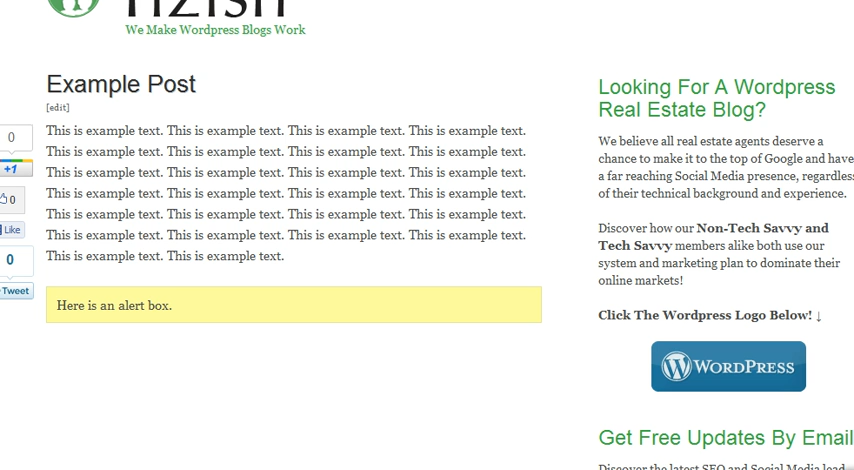 We Make Wordpress Blogs Work
Example Post
[edit]
This is example text. This is example text. This is example text. This is example text.
This is example text. This is example text. This is example text. This is example text.
This is example text. This is example text. This is example text. This is example text.
This is example text. This is example text. This is example text. This is example text.
This is example text. This is example text. This is example text. This is example text.
This is example text. This is example text. This is example text. This is example text.
This is example text. This is example text.
Here is an alert box.
0
+1
0
Like
0
Tweet
Looking For A Wordpress
Real Estate Blog?
We believe all real estate agents deserve a
chance to make it to the top of Google and have
a far reaching Social Media presence, regardless
of their technical background and experience.
Discover how our Non-Tech Savvy and
Tech Savvy members alike both use our
system and marketing plan to dominate their
online markets!
Click The Wordpress Logo Below! ↓
WORDPRESS
Get Free Updates By Email
Discover the latest SEO and Social Media lead